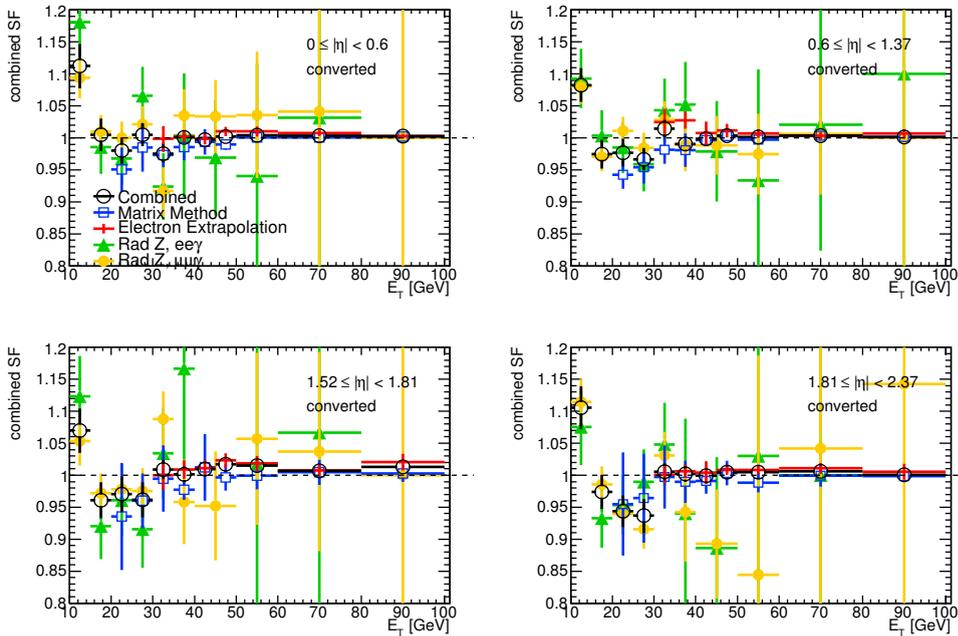 combined SF
1.2
1.15
1.1
1.05
1
0.95
0.9
0.85
0.8
0 ≤ |η| < 0.6
converted
Combined
Matrix Method
Electron Extrapolation
Rad Z, eeγ
Rad Z, μμγ
10 20 30 40 50 60 70 80 90 100
E_T [GeV]
combined SF
1.2
1.15
1.1
1.05
1
0.95
0.9
0.85
0.8
0.6 ≤ |η| < 1.37
converted
10 20 30 40 50 60 70 80 90 100
E_T [GeV]
combined SF
1.2
1.15
1.1
1.05
1
0.95
0.9
0.85
0.8
1.52 ≤ |η| < 1.81
converted
10 20 30 40 50 60 70 80 90 100
E_T [GeV]
combined SF
1.2
1.15
1.1
1.05
1
0.95
0.9
0.85
0.8
1.81 ≤ |η| < 2.37
converted
10 20 30 40 50 60 70 80 90 100
E_T [GeV]